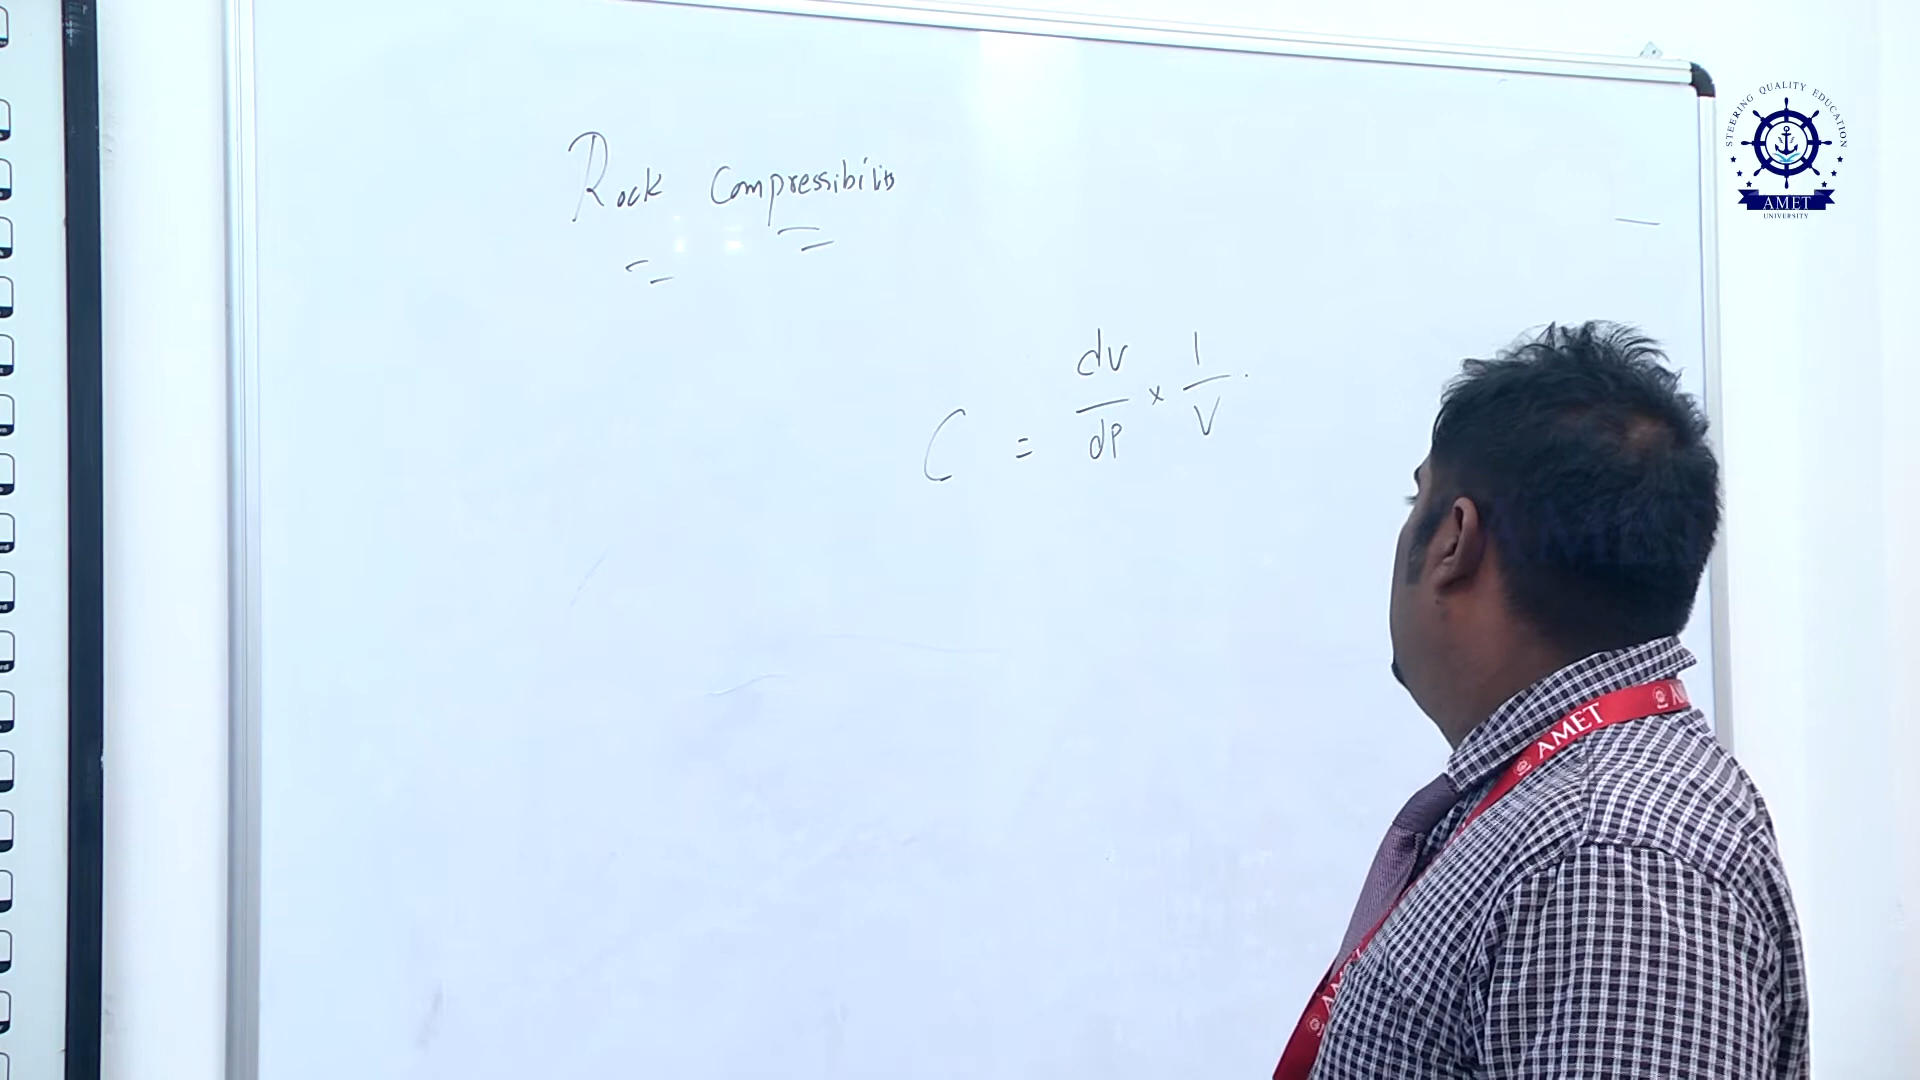 Rock Compressibility
C = dv/dp × 1/V
STEERING QUALITY EDUCATION
AMET
UNIVERSITY
AMET